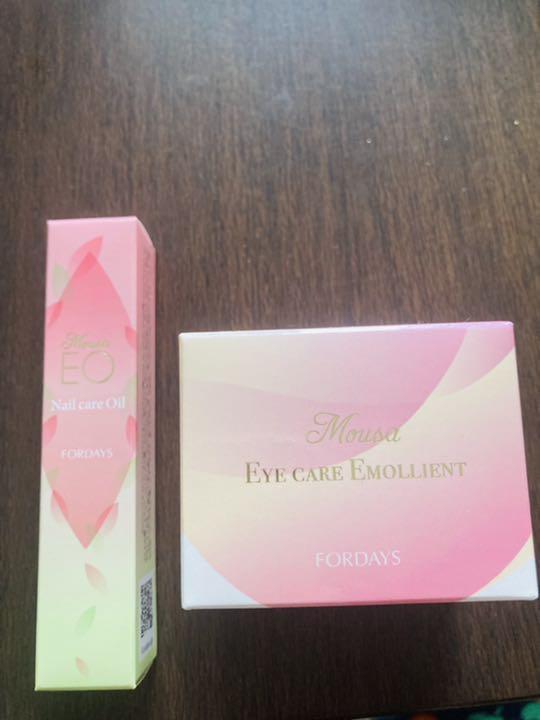 Mousa
EO
Nail care Oil
FORDAYS
Mousa
EYE CARE EMOLLIENT
FORDAYS